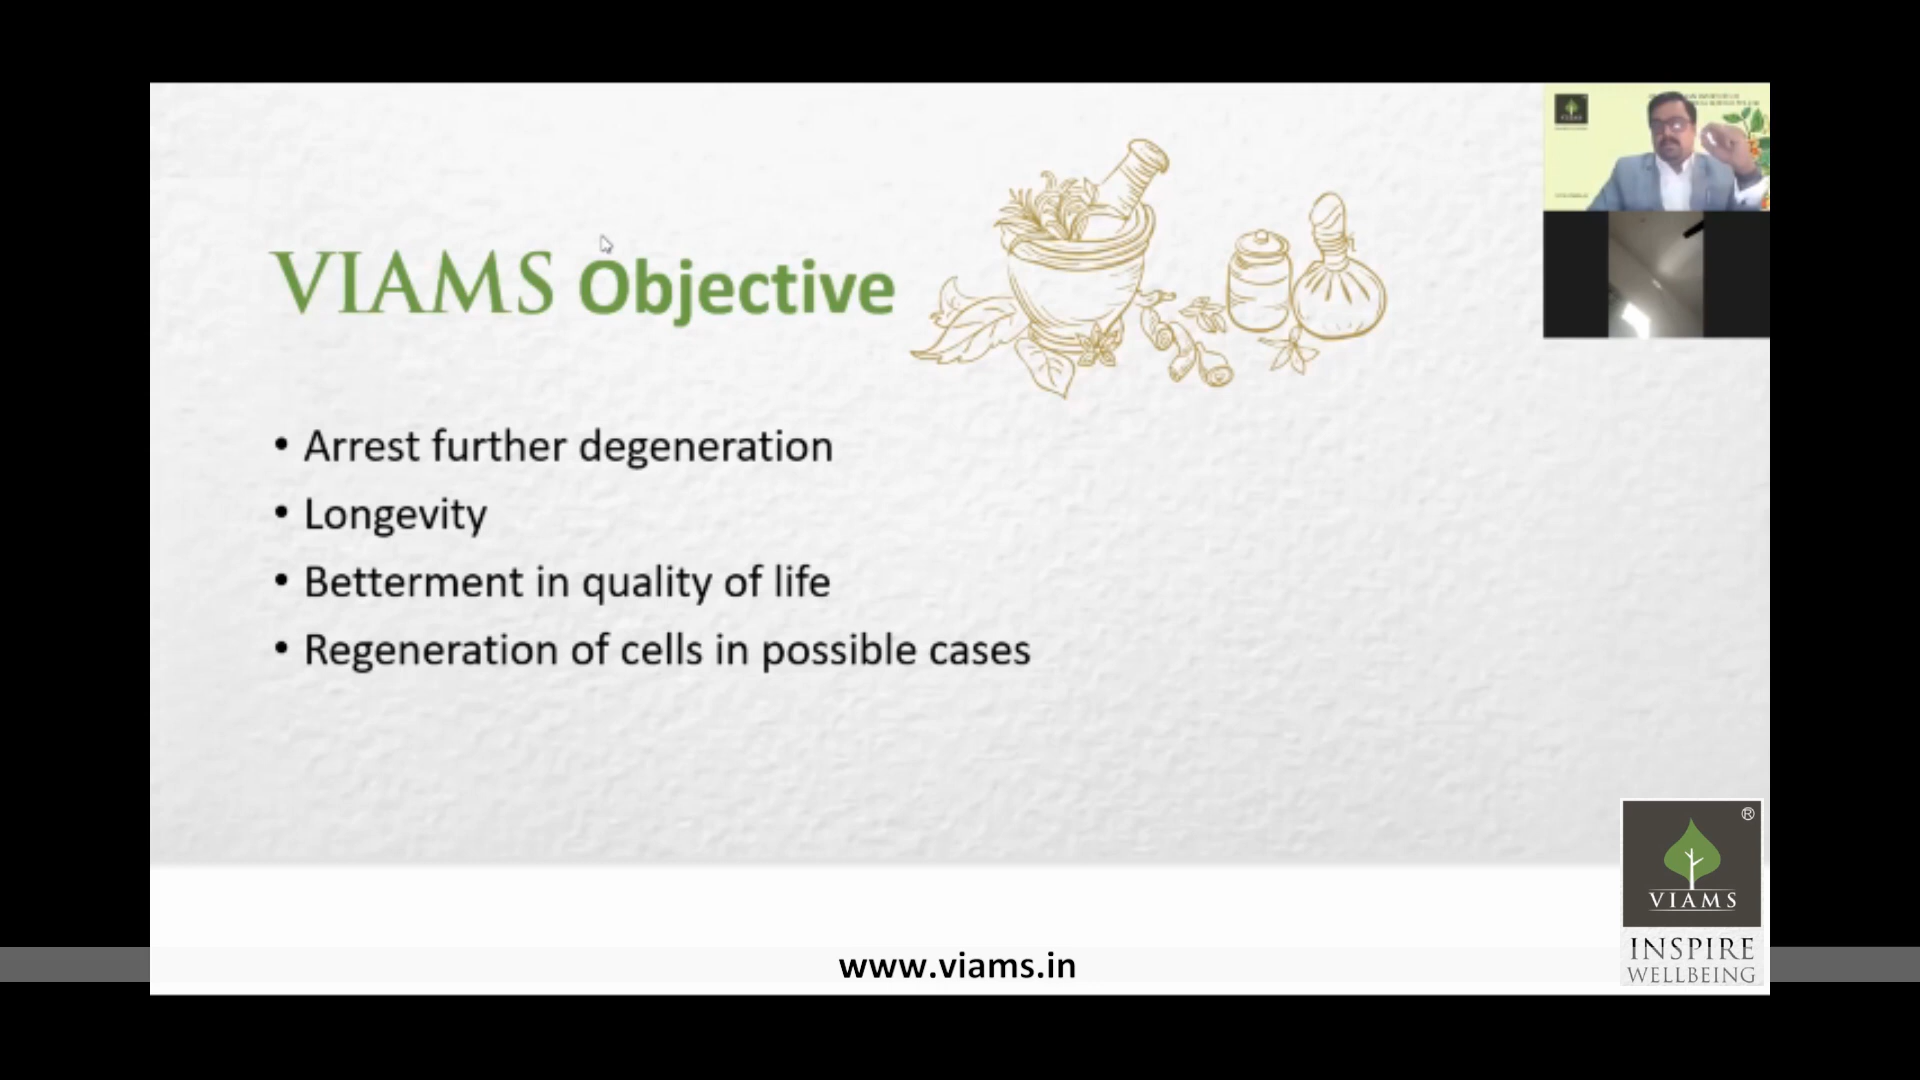 VIAMS Objective
• Arrest further degeneration
• Longevity
• Betterment in quality of life
• Regeneration of cells in possible cases
®
VIAMS
INSPIRE
WELLBEING
www.viams.in